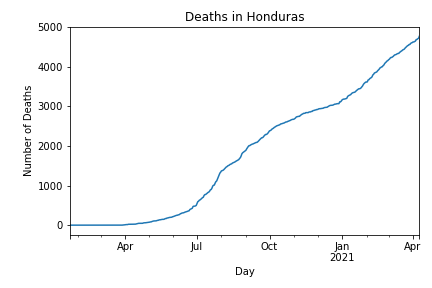 Deaths in Honduras
5000
4000
3000
2000
1000
0
Number of Deaths
Apr
Jul
Oct
Jan
2021
Apr
Day